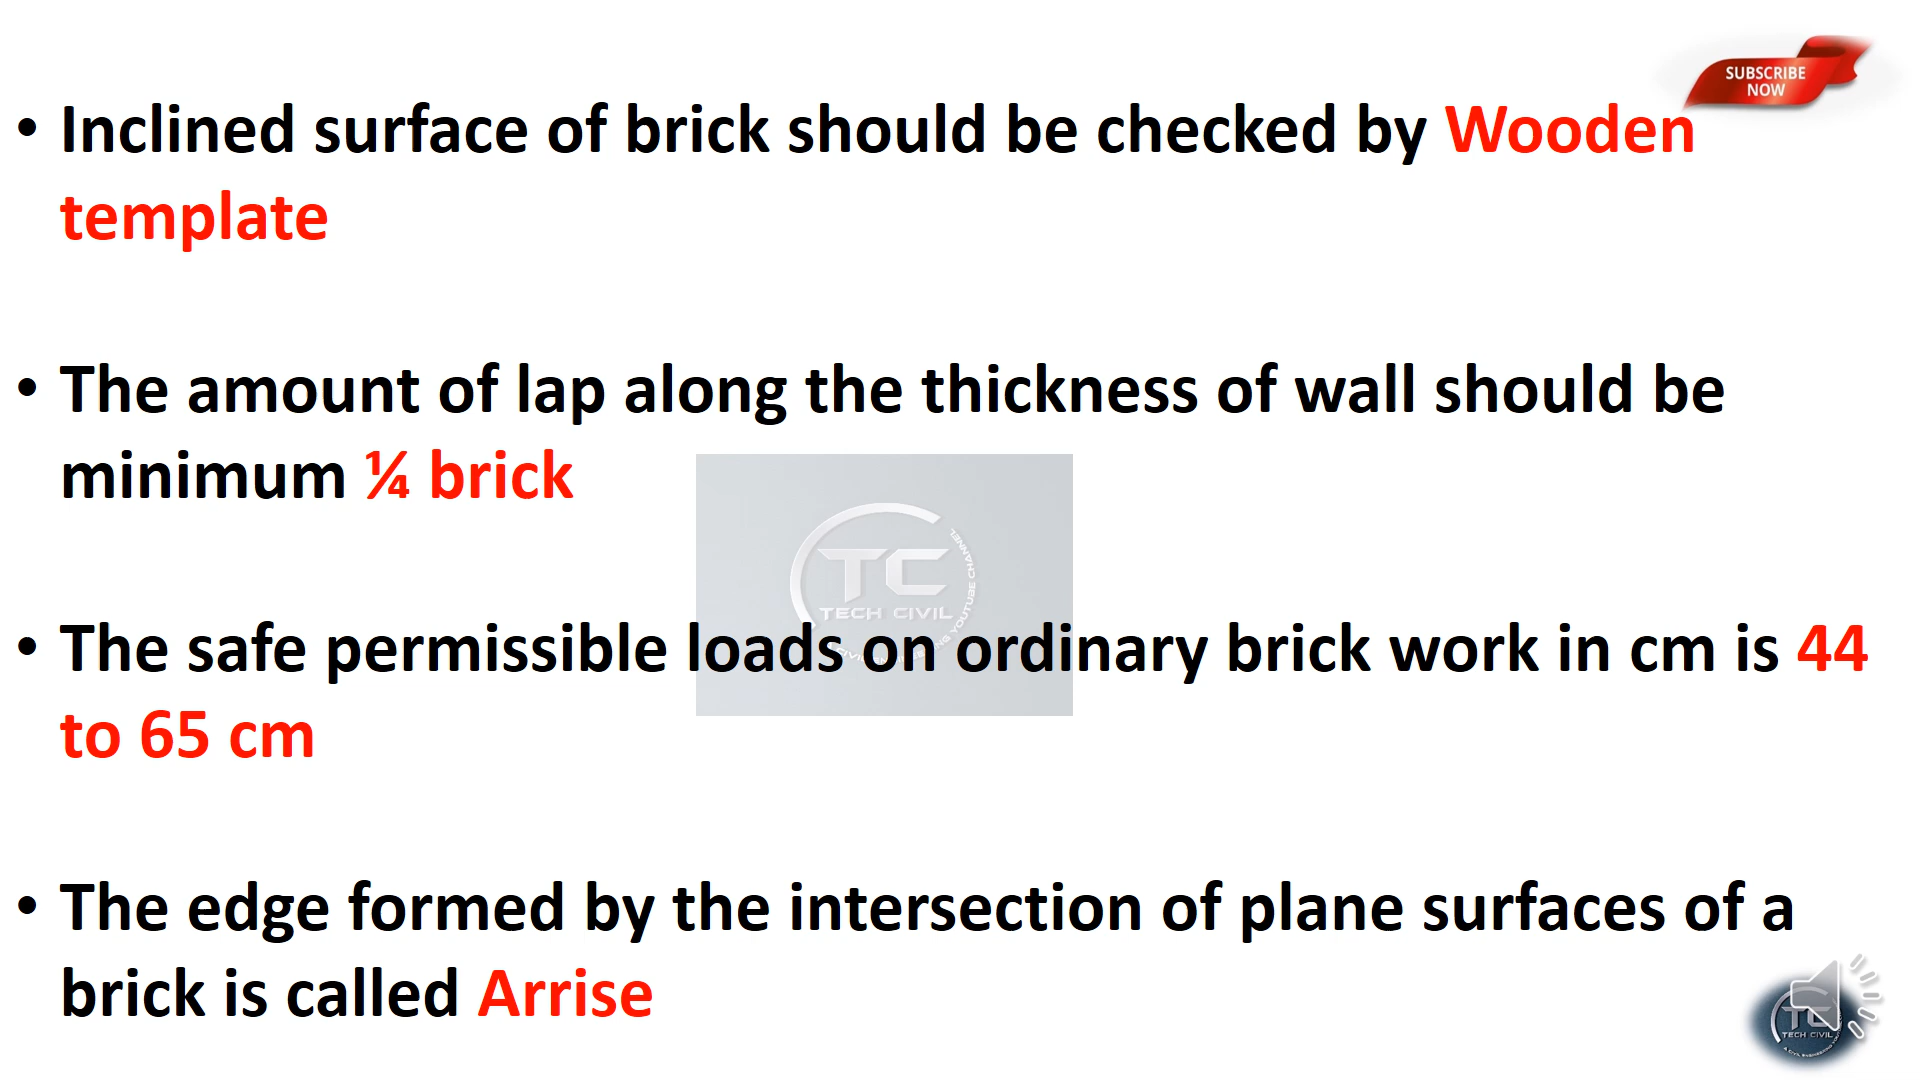 SUBSCRIBE
NOW
• Inclined surface of brick should be checked by Wooden
template
• The amount of lap along the thickness of wall should be
minimum ¼ brick
TC
TECH CIVIL
YOUTUBE CHANNEL
• The safe permissible loads on ordinary brick work in cm is 44
to 65 cm
• The edge formed by the intersection of plane surfaces of a
brick is called Arrise
TC
TECH CIVIL